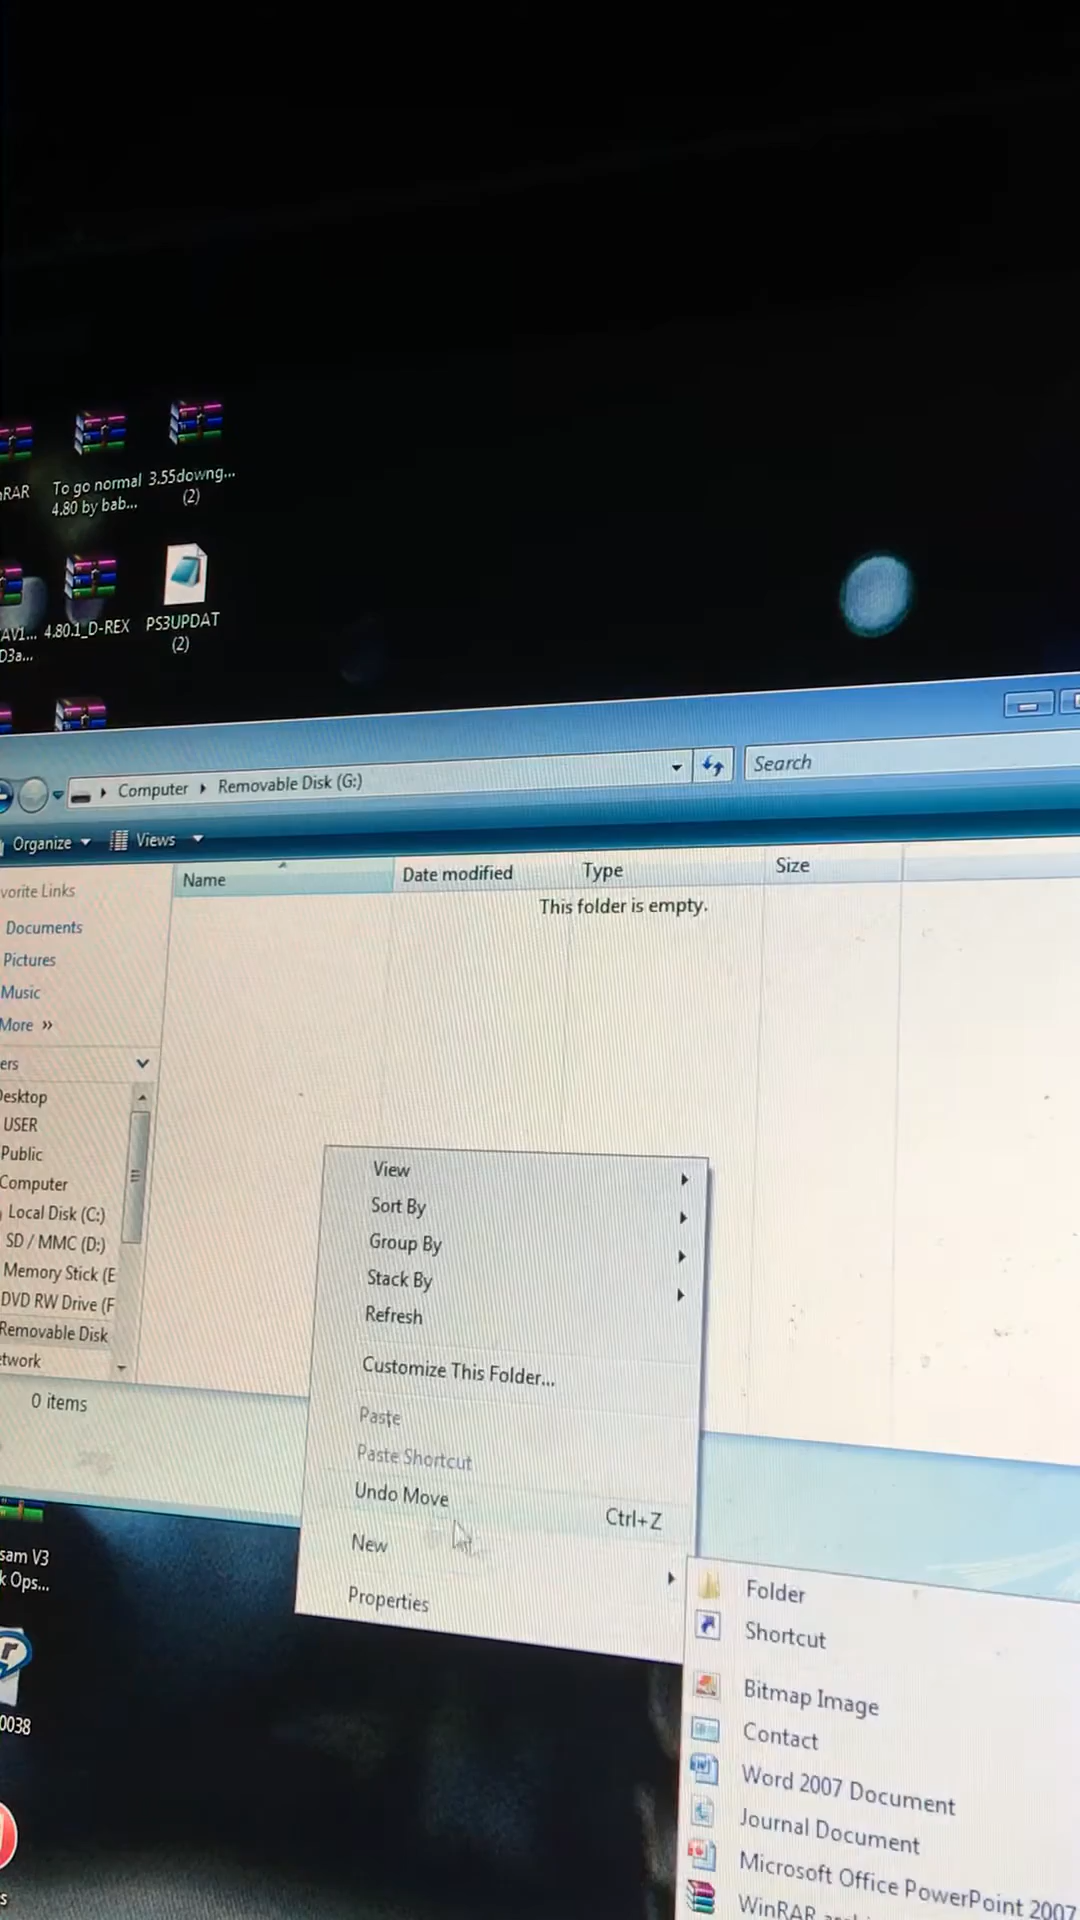 RAR
To go normal
4.80 by bab...
3.55downg...
(2)
AV1...
D3a...
4.80.1_D-REX
PS3UPDAT
(2)
Computer
Removable Disk (G:)
Search
Organize
Views
Name
Date modified
Type
Size
This folder is empty.
vorite Links
Documents
Pictures
Music
More »
ers
Desktop
USER
Public
Computer
Local Disk (C:)
SD / MMC (D:)
Memory Stick (E
DVD RW Drive (F
Removable Disk
etwork
0 items
View
Sort By
Group By
Stack By
Refresh
Customize This Folder...
Paste
Paste Shortcut
Undo Move
Ctrl+Z
New
Properties
Folder
Shortcut
Bitmap Image
Contact
Word 2007 Document
Journal Document
Microsoft Office PowerPoint 2007
WinRAR
sam V3
k Ops...
0038
s